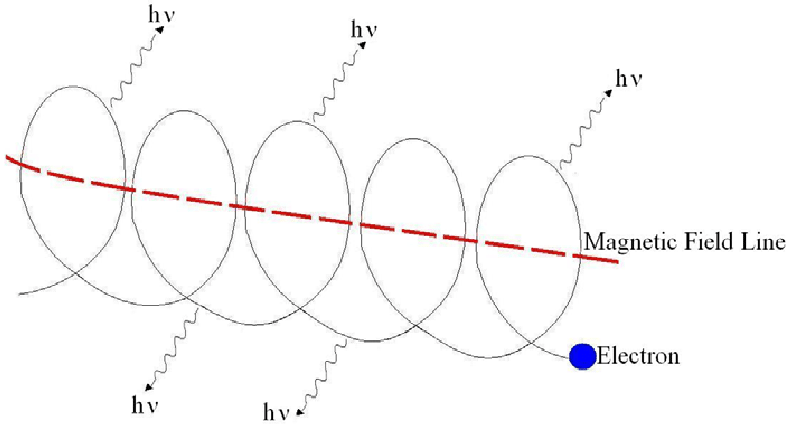 hν
hν
hν
Magnetic Field Line
Electron
hν
hν